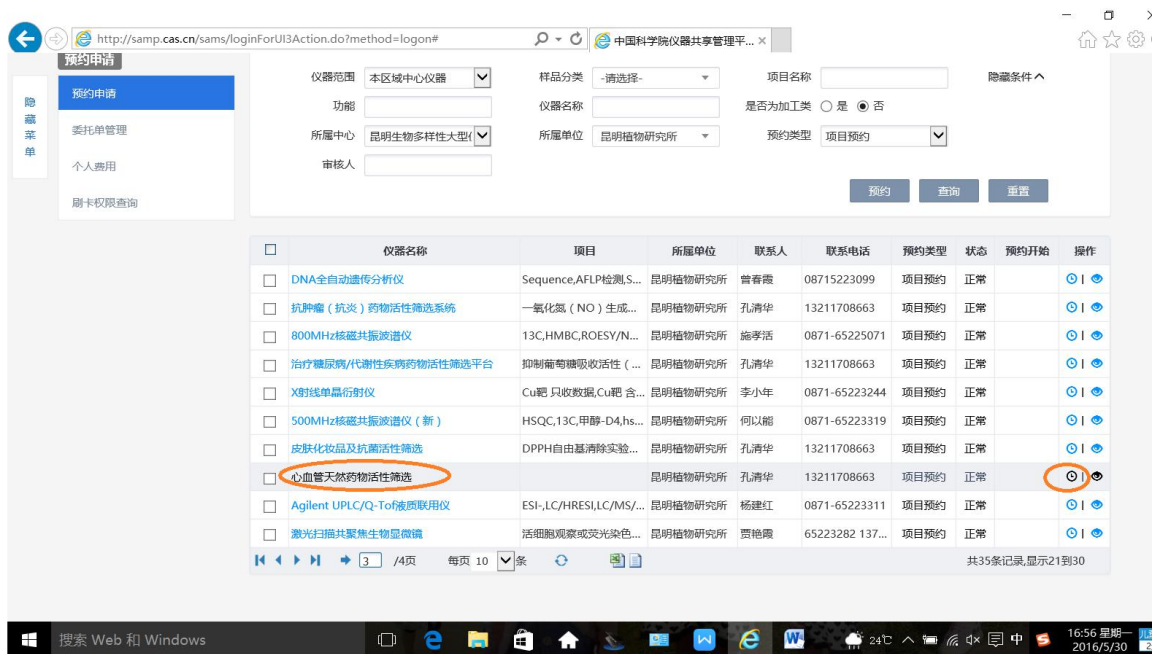 http://samp.cas.cn/sams/loginForUI3Action.do?method=logon#
中国科学院仪器共享管理平... ×
隐藏菜单
预约申请
预约申请
委托单管理
个人费用
刷卡权限查询
仪器范围 本区域中心仪器 样品分类 -请选择- 项目名称 隐藏条件
功能 仪器名称 是否为加工类 是 否
所属中心 昆明生物多样性大型( 所属单位 昆明植物研究所 预约类型 项目预约
审核人
预约 查询 重置
仪器名称 项目 所属单位 联系人 联系电话 预约类型 状态 预约开始 操作
DNA全自动遗传分析仪 Sequence,AFLP检测,S... 昆明植物研究所 曾春霞 08715223099 项目预约 正常
抗肿瘤（抗炎）药物活性筛选系统 一氧化氮（NO）生成... 昆明植物研究所 孔清华 13211708663 项目预约 正常
800MHz核磁共振波谱仪 13C,HMBC,ROESY/N... 昆明植物研究所 施孝活 0871-65225071 项目预约 正常
治疗糖尿病/代谢性疾病药物活性筛选平台 抑制葡萄糖吸收活性（... 昆明植物研究所 孔清华 13211708663 项目预约 正常
X射线单晶衍射仪 Cu靶 只收数据,Cu靶 含... 昆明植物研究所 李小年 0871-65223244 项目预约 正常
500MHz核磁共振波谱仪（新） HSQC,13C,甲醇-D4,hs... 昆明植物研究所 何以能 0871-65223319 项目预约 正常
皮肤化妆品及抗菌活性筛选 DPPH自由基清除实验... 昆明植物研究所 孔清华 13211708663 项目预约 正常
心血管天然药物活性筛选 昆明植物研究所 孔清华 13211708663 项目预约 正常
Agilent UPLC/Q-Tof液质联用仪 ESI-,LC/HRESI,LC/MS/... 昆明植物研究所 杨建红 0871-65223311 项目预约 正常
激光扫描共聚焦生物显微镜 活细胞观察或荧光染色... 昆明植物研究所 贾艳霞 65223282 137... 项目预约 正常
3 /4页 每页 10 条 共35条记录,显示21到30
搜索 Web 和 Windows 24℃ 中 16:56 星期一
2016/5/30